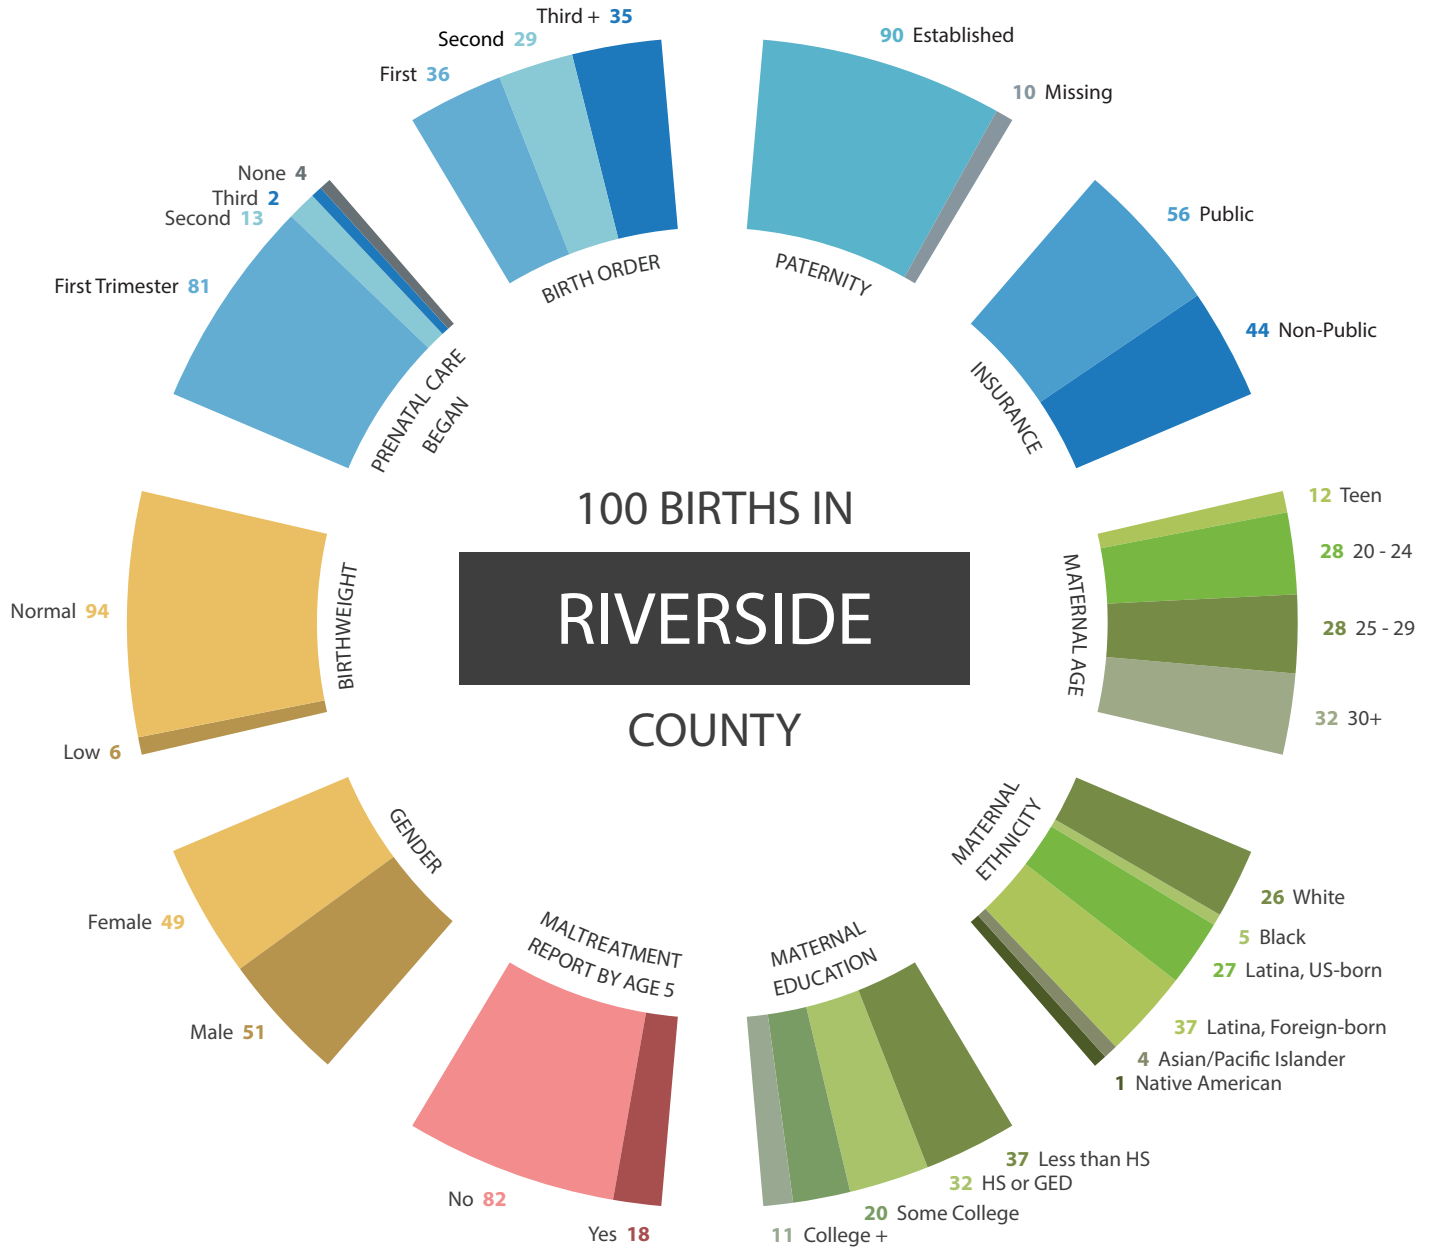 100 BIRTHS IN
RIVERSIDE
COUNTY
BIRTH ORDER
First 36
Second 29
Third + 35
PATERNITY
90 Established
10 Missing
INSURANCE
56 Public
44 Non-Public
MATERNAL AGE
12 Teen
28 20 - 24
28 25 - 29
32 30+
MATERNAL
ETHNICITY
26 White
5 Black
27 Latina, US-born
37 Latina, Foreign-born
4 Asian/Pacific Islander
1 Native American
MATERNAL
EDUCATION
37 Less than HS
32 HS or GED
20 Some College
11 College +
MALTREATMENT
REPORT BY AGE 5
No 82
Yes 18
GENDER
Female 49
Male 51
BIRTHWEIGHT
Normal 94
Low 6
PRENATAL CARE
BEGAN
None 4
Third 2
Second 13
First Trimester 81